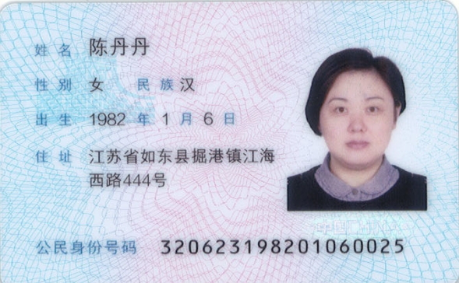 姓名 陈丹丹
性别 女 民族 汉
出生 1982 年 1 月 6 日
住址 江苏省如东县掘港镇江海
西路444号
公民身份号码 320623198201060025